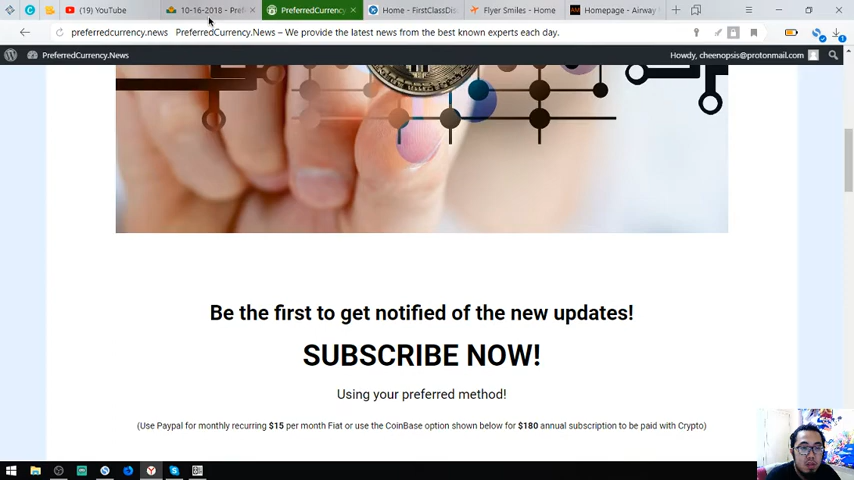 (19) YouTube
10-16-2018 - Pref
PreferredCurrency
Home - FirstClassDis
Flyer Smiles - Home
Homepage - Airway
preferredcurrency.news PreferredCurrency.News – We provide the latest news from the best known experts each day.
PreferredCurrency.News
Howdy, cheenopsis@protonmail.com
Be the first to get notified of the new updates!
SUBSCRIBE NOW!
Using your preferred method!
(Use Paypal for monthly recurring $15 per month Fiat or use the CoinBase option shown below for $180 annual subscription to be paid with Crypto)